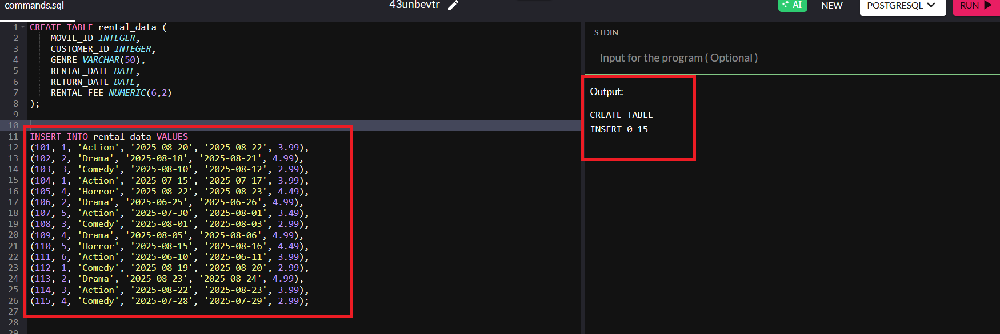 commands.sql
43unbevtr
AI
NEW
POSTGRESQL
RUN
1 CREATE TABLE rental_data (
2 MOVIE_ID INTEGER,
3 CUSTOMER_ID INTEGER,
4 GENRE VARCHAR(50),
5 RENTAL_DATE DATE,
6 RETURN_DATE DATE,
7 RENTAL_FEE NUMERIC(6,2)
8 );
9
10
11 INSERT INTO rental_data VALUES
12 (101, 1, 'Action', '2025-08-20', '2025-08-22', 3.99),
13 (102, 2, 'Drama', '2025-08-18', '2025-08-21', 4.99),
14 (103, 3, 'Comedy', '2025-08-10', '2025-08-12', 2.99),
15 (104, 1, 'Action', '2025-07-15', '2025-07-17', 3.99),
16 (105, 4, 'Horror', '2025-08-22', '2025-08-23', 4.49),
17 (106, 2, 'Drama', '2025-06-25', '2025-06-26', 4.99),
18 (107, 5, 'Action', '2025-07-30', '2025-08-01', 3.49),
19 (108, 3, 'Comedy', '2025-08-01', '2025-08-03', 2.99),
20 (109, 4, 'Drama', '2025-08-05', '2025-08-06', 4.99),
21 (110, 5, 'Horror', '2025-08-15', '2025-08-16', 4.49),
22 (111, 6, 'Action', '2025-06-10', '2025-06-11', 3.99),
23 (112, 1, 'Comedy', '2025-08-19', '2025-08-20', 2.99),
24 (113, 2, 'Drama', '2025-08-23', '2025-08-24', 4.99),
25 (114, 3, 'Action', '2025-08-22', '2025-08-23', 3.99),
26 (115, 4, 'Comedy', '2025-07-28', '2025-07-29', 2.99);
27
28
29
STDIN
Input for the program ( Optional )
Output:
CREATE TABLE
INSERT 0 15